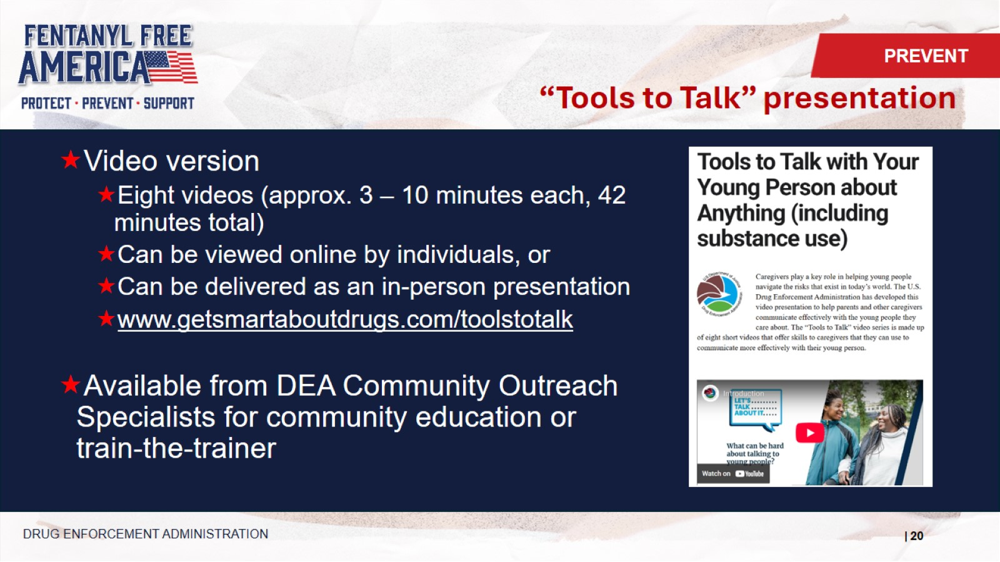 FENTANYL FREE
AMERICA
PROTECT · PREVENT · SUPPORT
PREVENT
“Tools to Talk” presentation
★Video version
★Eight videos (approx. 3 – 10 minutes each, 42
minutes total)
★Can be viewed online by individuals, or
★Can be delivered as an in-person presentation
★www.getsmartaboutdrugs.com/toolstotalk
★Available from DEA Community Outreach
Specialists for community education or
train-the-trainer
Tools to Talk with Your
Young Person about
Anything (including
substance use)
U.S. Department of Justice
Drug Enforcement Administration
Caregivers play a key role in helping young people
navigate the risks that exist in today’s world. The U.S.
Drug Enforcement Administration has developed this
video presentation to help parents and other caregivers
communicate effectively with the young people they
care about. The “Tools to Talk” video series is made up
of eight short videos that offer skills to caregivers that they can use to
communicate more effectively with their young person.
Introduction
LET'S.........
TALK.........
ABOUT IT.....
What can be hard
about talking to
young people?
Watch on YouTube
DRUG ENFORCEMENT ADMINISTRATION
| 20